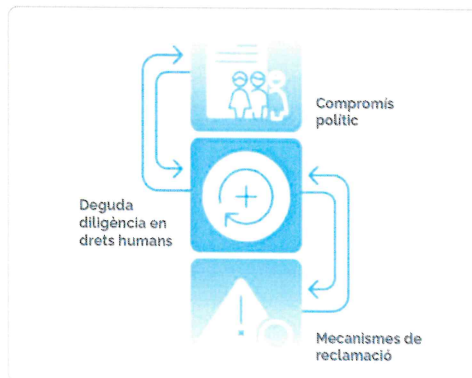 Compromís
polític
Deguda
diligència en
drets humans
Mecanismes de
reclamació